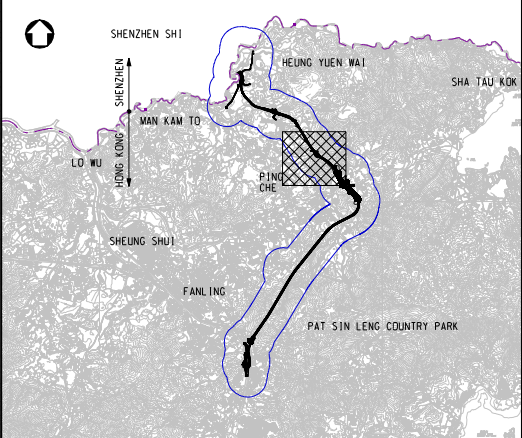 SHENZHEN SHI
HEUNG YUEN WAI
SHENZHEN
SHA TAU KOK
MAN KAM TO
HONG KONG
LO WU
PING
CHE
SHEUNG SHUI
FANLING
PAT SIN LENG COUNTRY PARK